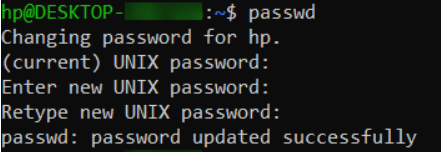 hp@DESKTOP- :~$ passwd
Changing password for hp.
(current) UNIX password:
Enter new UNIX password:
Retype new UNIX password:
passwd: password updated successfully